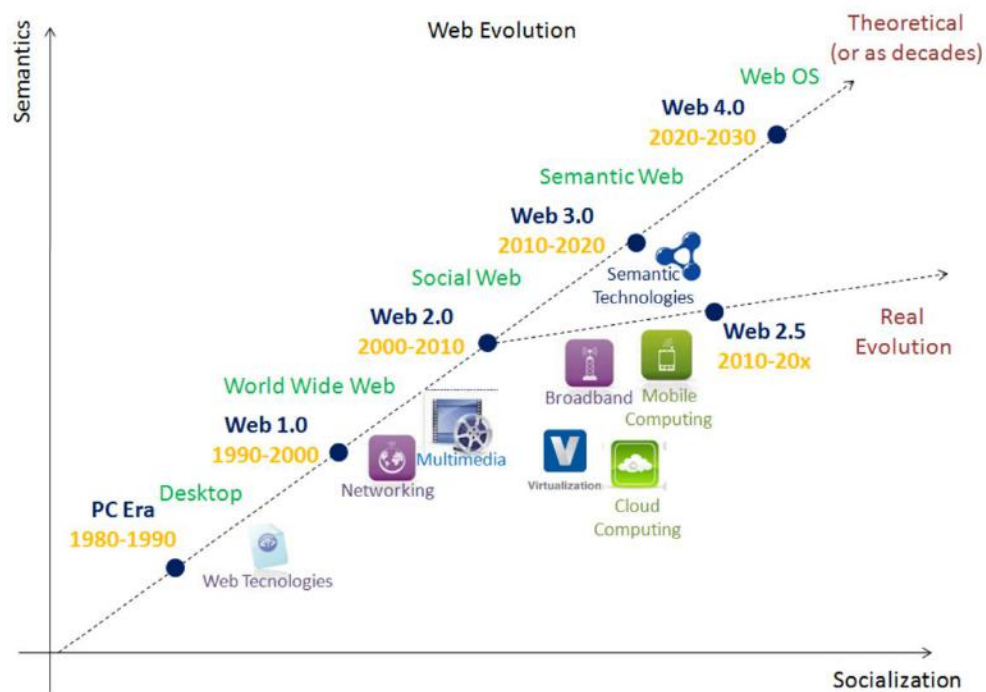 Web Evolution
Semantics
Theoretical
(or as decades)
Web OS
Web 4.0
2020-2030
Semantic Web
Web 3.0
2010-2020
Semantic
Technologies
Social Web
Web 2.0
2000-2010
Web 2.5
2010-20x
Real
Evolution
Broadband
Mobile
Computing
World Wide Web
Web 1.0
1990-2000
Multimedia
Networking
V
Virtualization
Cloud
Computing
Desktop
PC Era
1980-1990
Web Tecnologies
Socialization